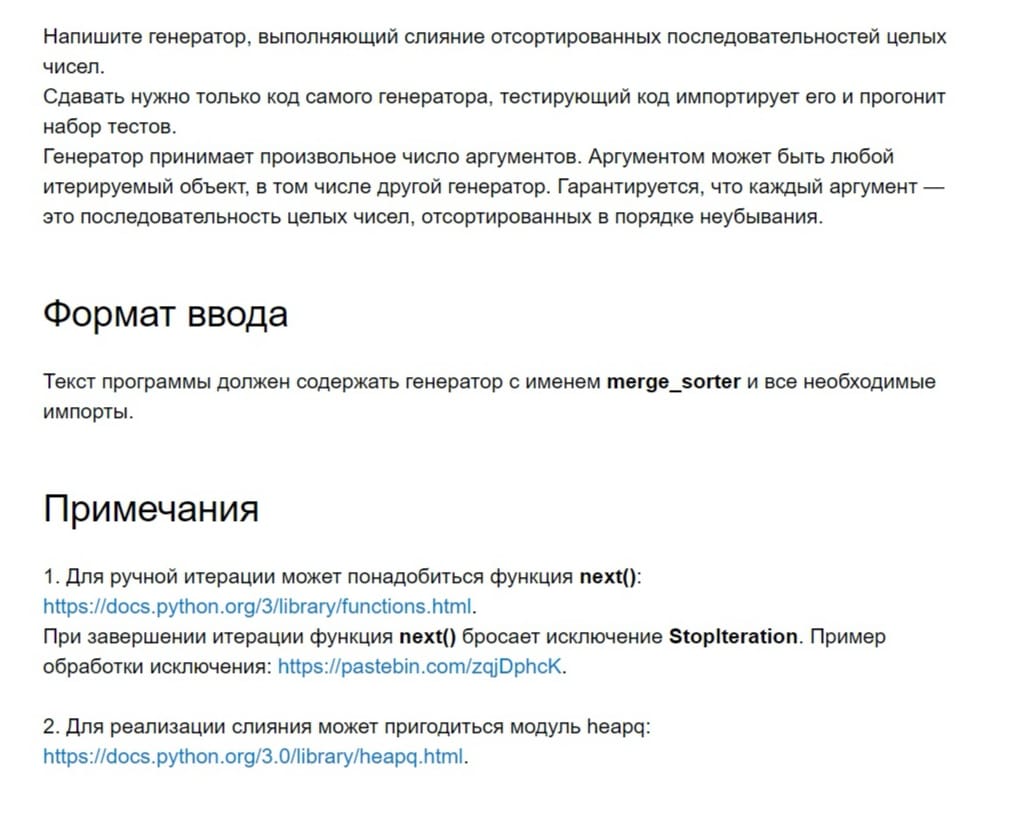 Напишите генератор, выполняющий слияние отсортированных последовательностей целых
чисел.
Сдавать нужно только код самого генератора, тестирующий код импортирует его и прогонит
набор тестов.
Генератор принимает произвольное число аргументов. Аргументом может быть любой
итерируемый объект, в том числе другой генератор. Гарантируется, что каждый аргумент —
это последовательность целых чисел, отсортированных в порядке неубывания.
Формат ввода
Текст программы должен содержать генератор с именем merge_sorter и все необходимые
импорты.
Примечания
1. Для ручной итерации может понадобиться функция next():
https://docs.python.org/3/library/functions.html.
При завершении итерации функция next() бросает исключение StopIteration. Пример
обработки исключения: https://pastebin.com/zqjDphcK.
2. Для реализации слияния может пригодиться модуль heapq:
https://docs.python.org/3.0/library/heapq.html.